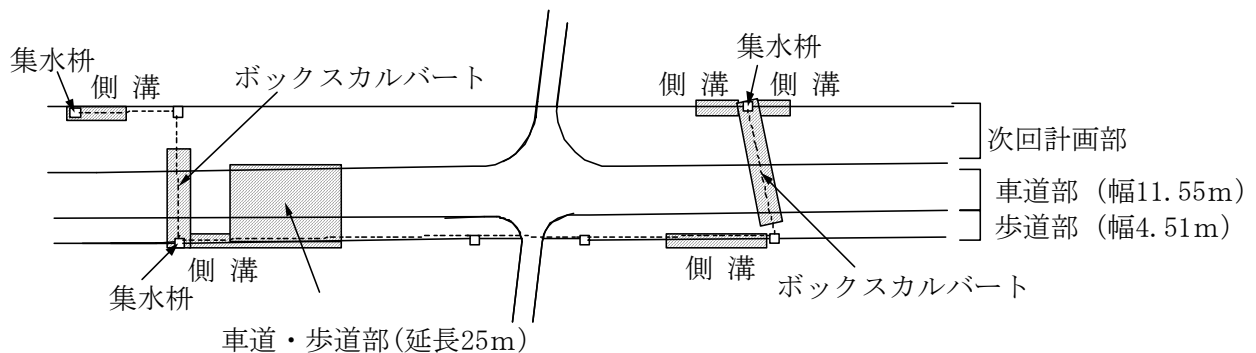 集水枡
側 溝
ボックスカルバート
集水枡
側 溝
側 溝
次回計画部
車道部 (幅11.55m)
歩道部 (幅4.51m)
側 溝
集水枡
側 溝
ボックスカルバート
車道・歩道部(延長25m)